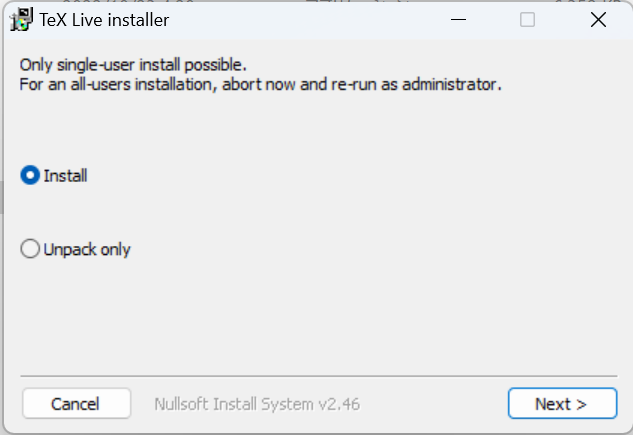 TeX Live installer
Only single-user install possible.
For an all-users installation, abort now and re-run as administrator.
Install
Unpack only
Cancel
Nullsoft Install System v2.46
Next >